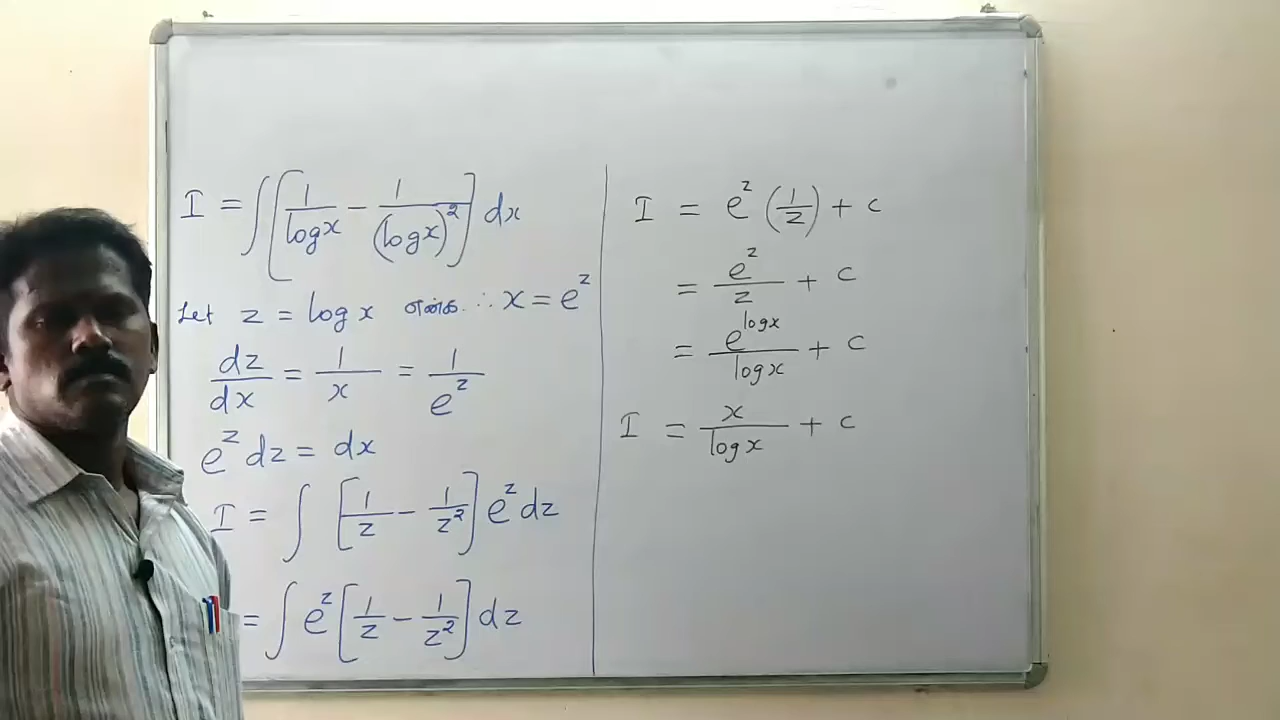 I = ∫ [1/log x − 1/(log x)²] dx
Let z = log x என்க. ∴ x = e^z
dz/dx = 1/x = 1/e^z
e^z dz = dx
I = ∫ [1/z − 1/z²] e^z dz
= ∫ e^z [1/z − 1/z²] dz
I = e^z (1/z) + c
= e^z/z + c
= e^(log x)/log x + c
I = x/log x + c